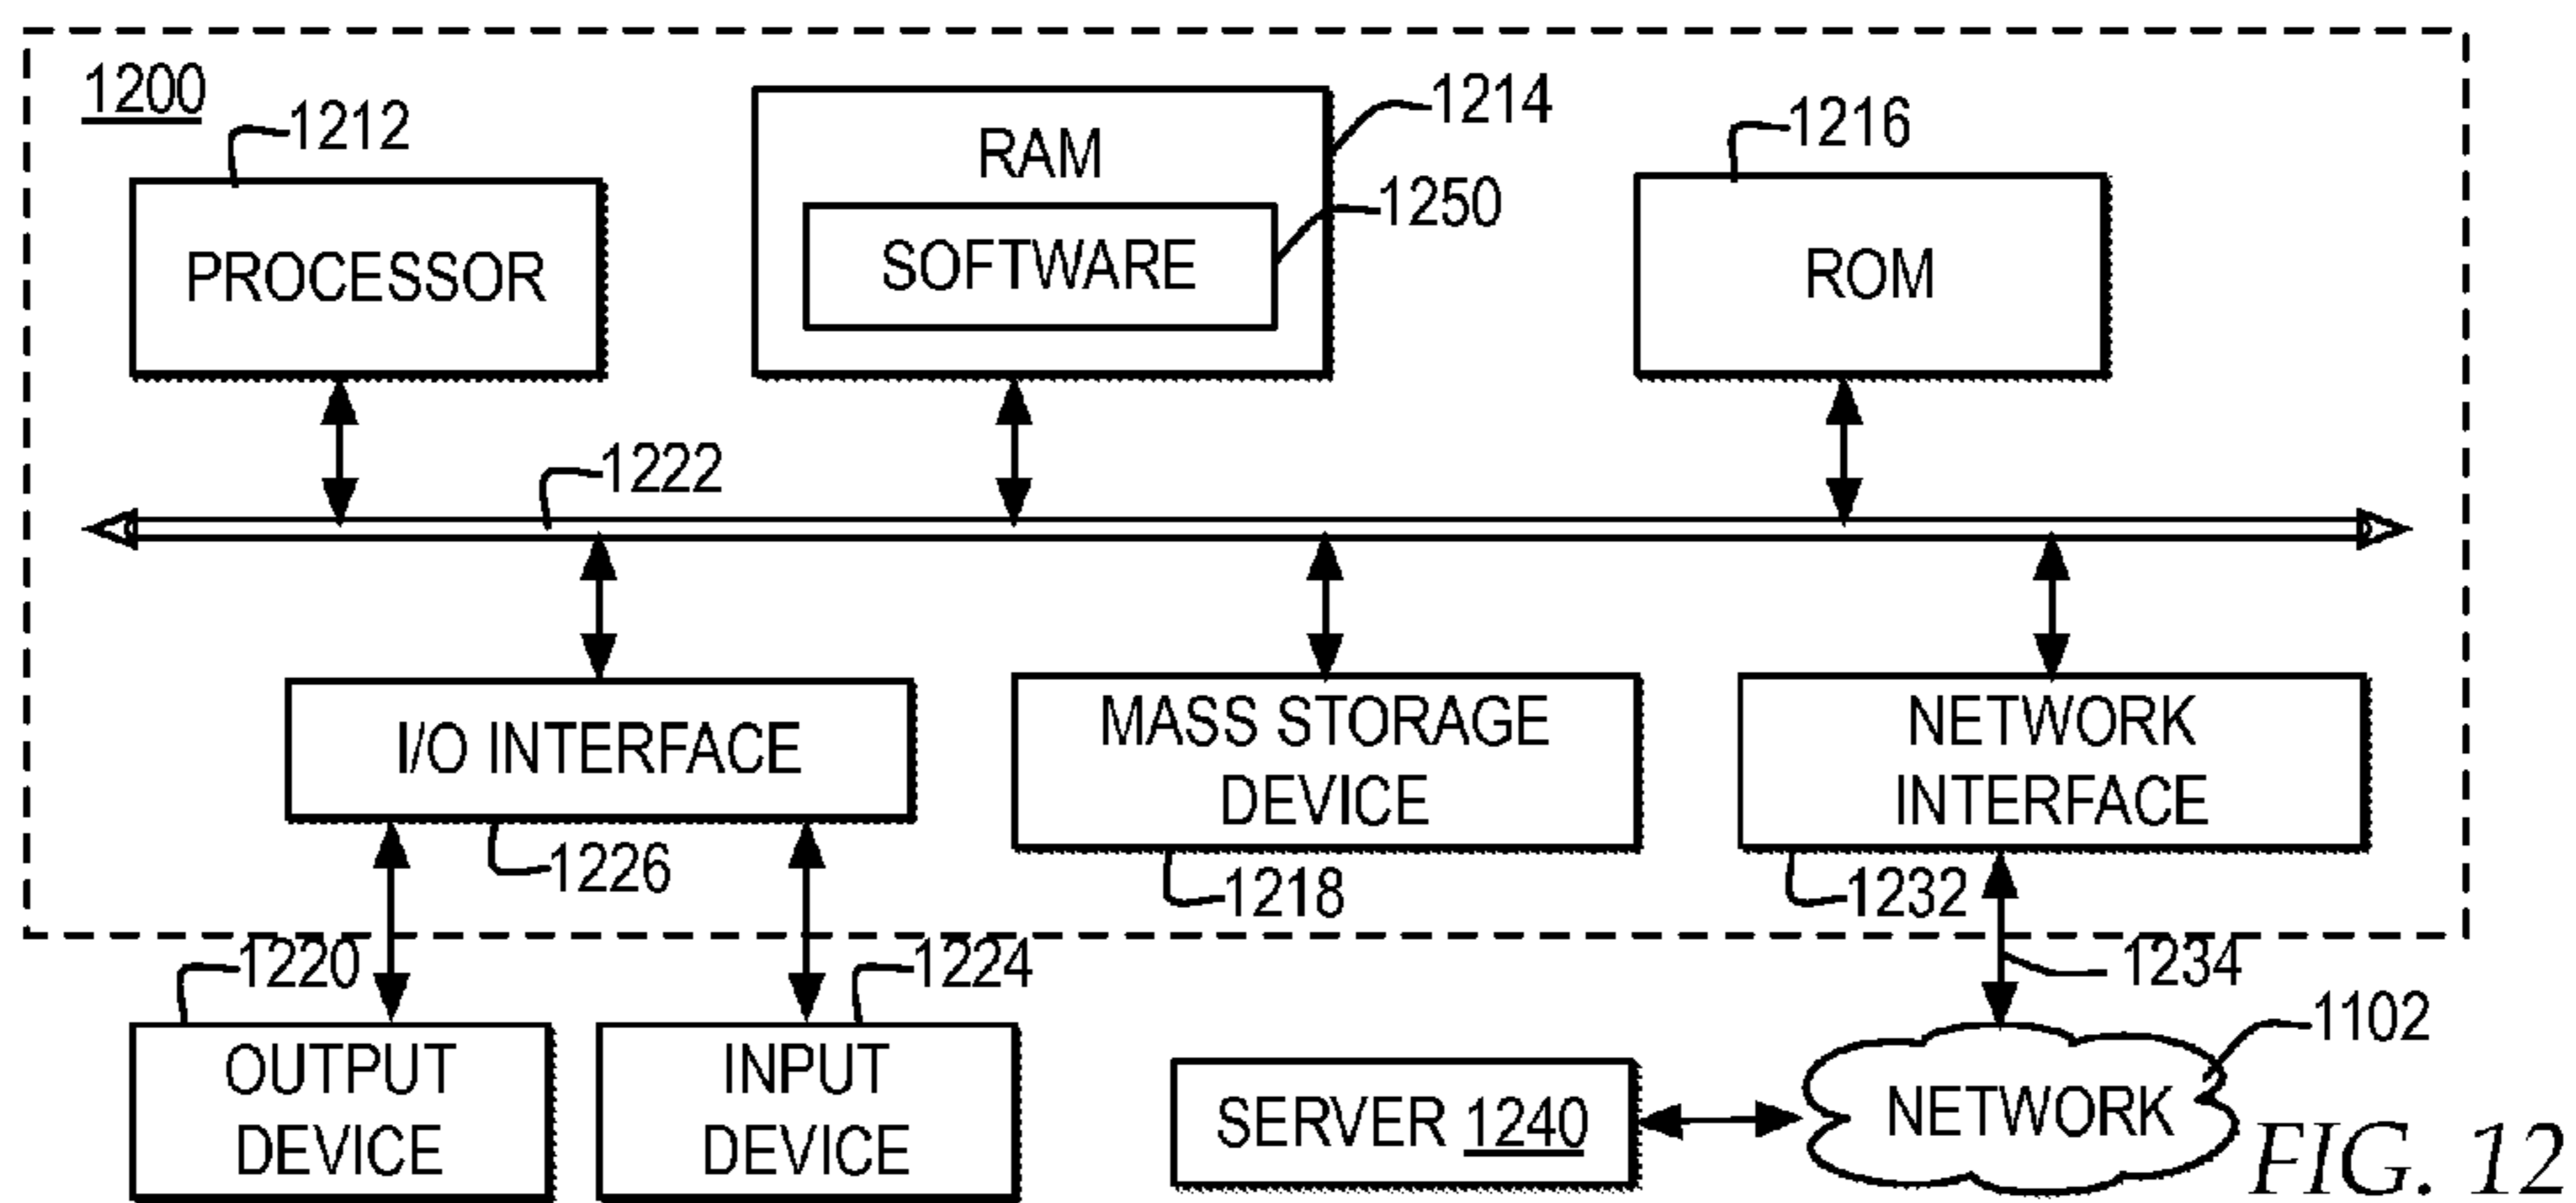 1200
1212
1214
1216
RAM
1250
PROCESSOR
SOFTWARE
ROM
1222
I/O INTERFACE
MASS STORAGE
DEVICE
NETWORK
INTERFACE
1226
1218
1232
1220
1224
1234
1102
OUTPUT
DEVICE
INPUT
DEVICE
SERVER 1240
NETWORK
FIG. 12